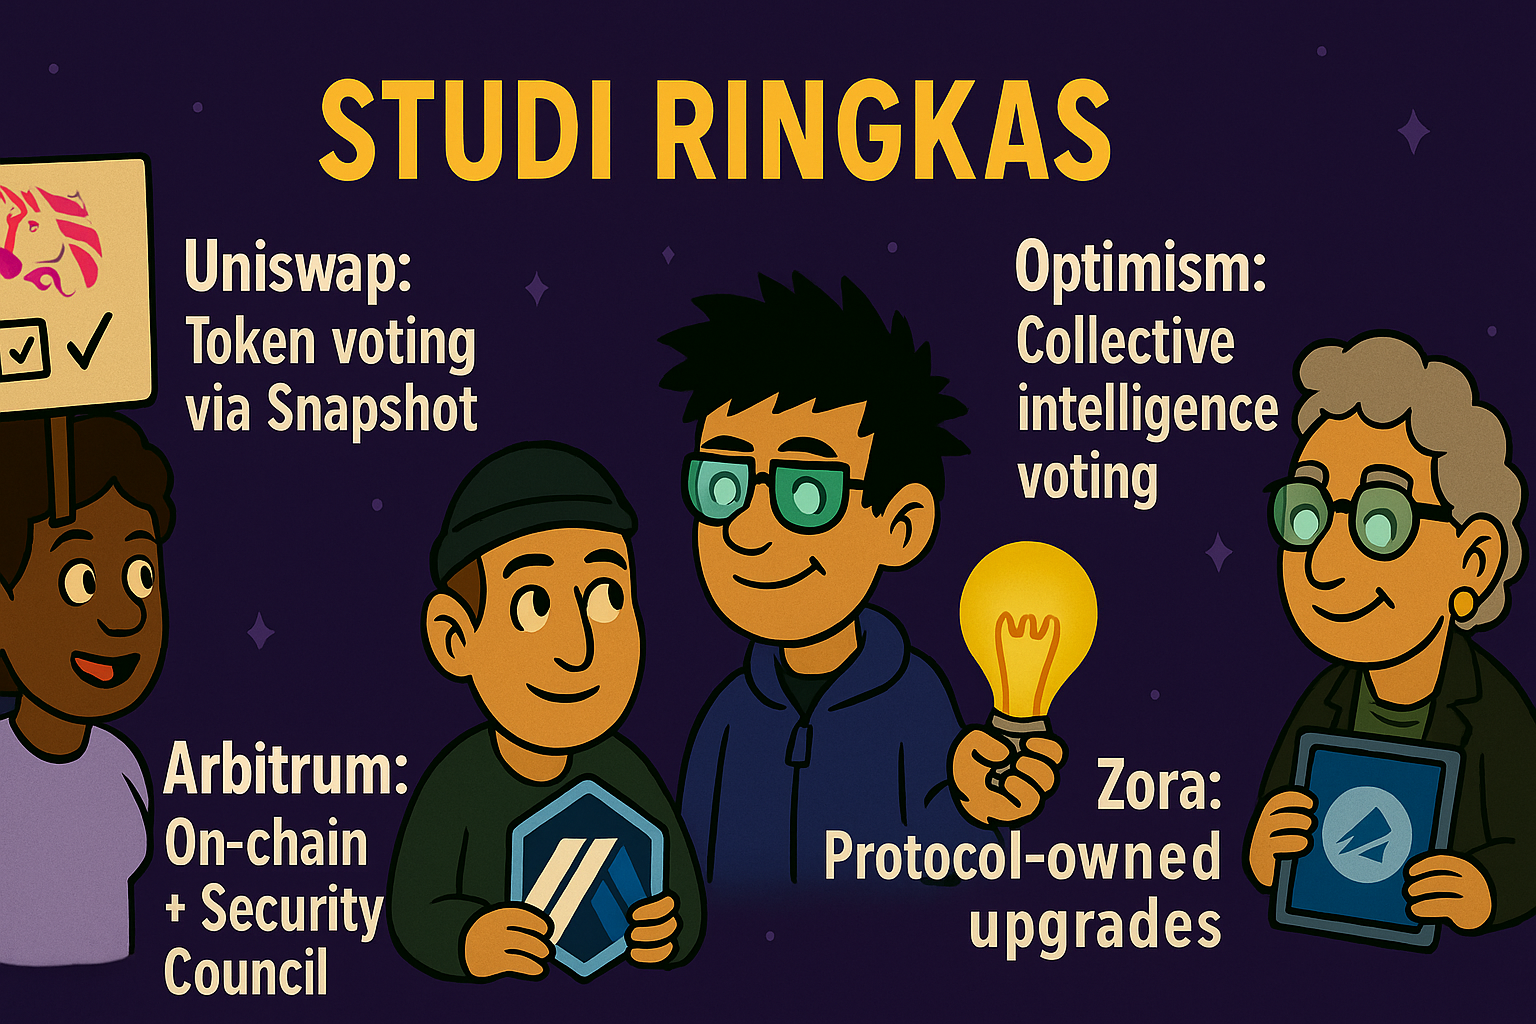 STUDI RINGKAS
Uniswap:
Token voting
via Snapshot
Optimism:
Collective
intelligence
voting
Arbitrum:
On-chain
+ Security
Council
Zora:
Protocol-owned
upgrades